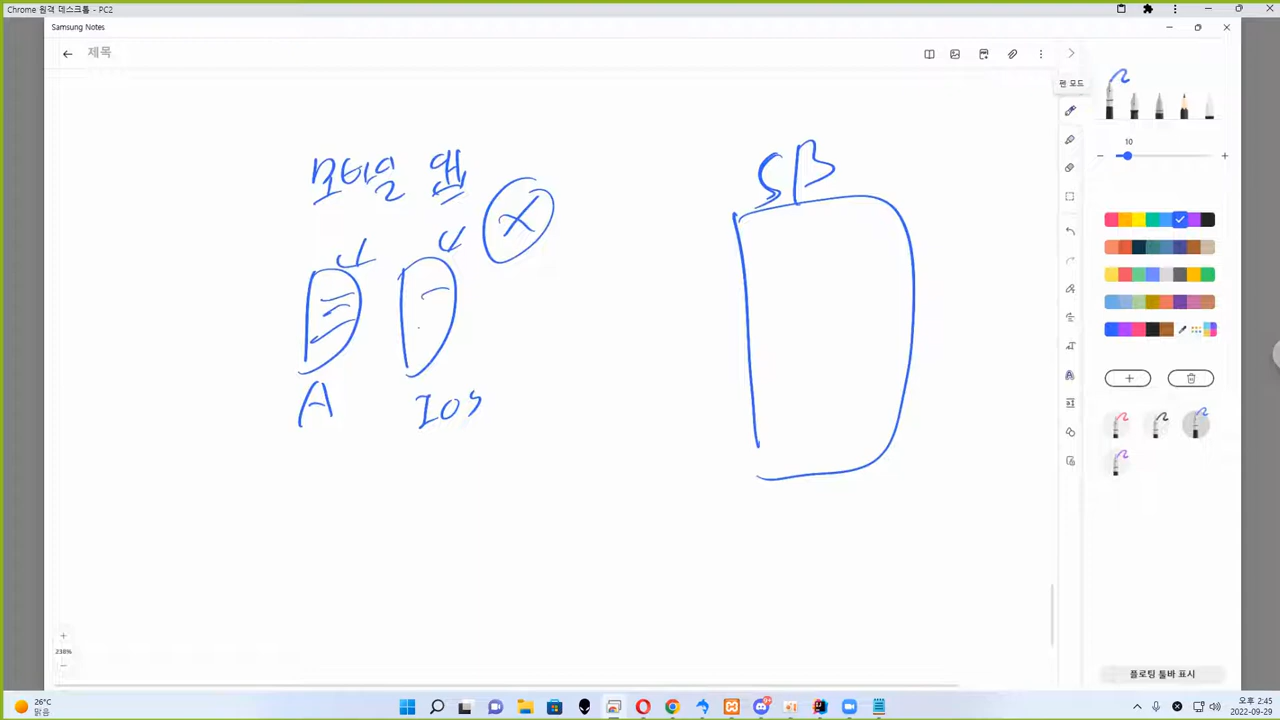 Chrome 원격 데스크톱 - PC2
Samsung Notes
제목
펜 모드
10
모바일 앱
SB
X
A
IOS
238%
플로팅 툴바 표시
26°C
맑음
오후 2:45
2022-09-29